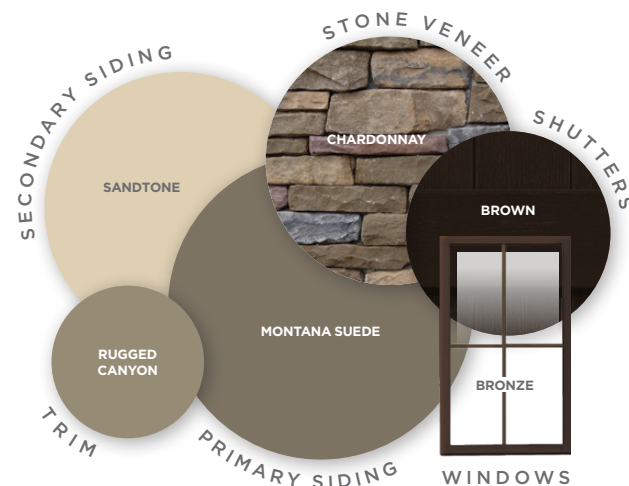 STONE VENEER
SECONDARY SIDING
SHUTTERS
CHARDONNAY
SANDTONE
BROWN
MONTANA SUEDE
RUGGED
CANYON
BRONZE
TRIM
PRIMARY SIDING
WINDOWS